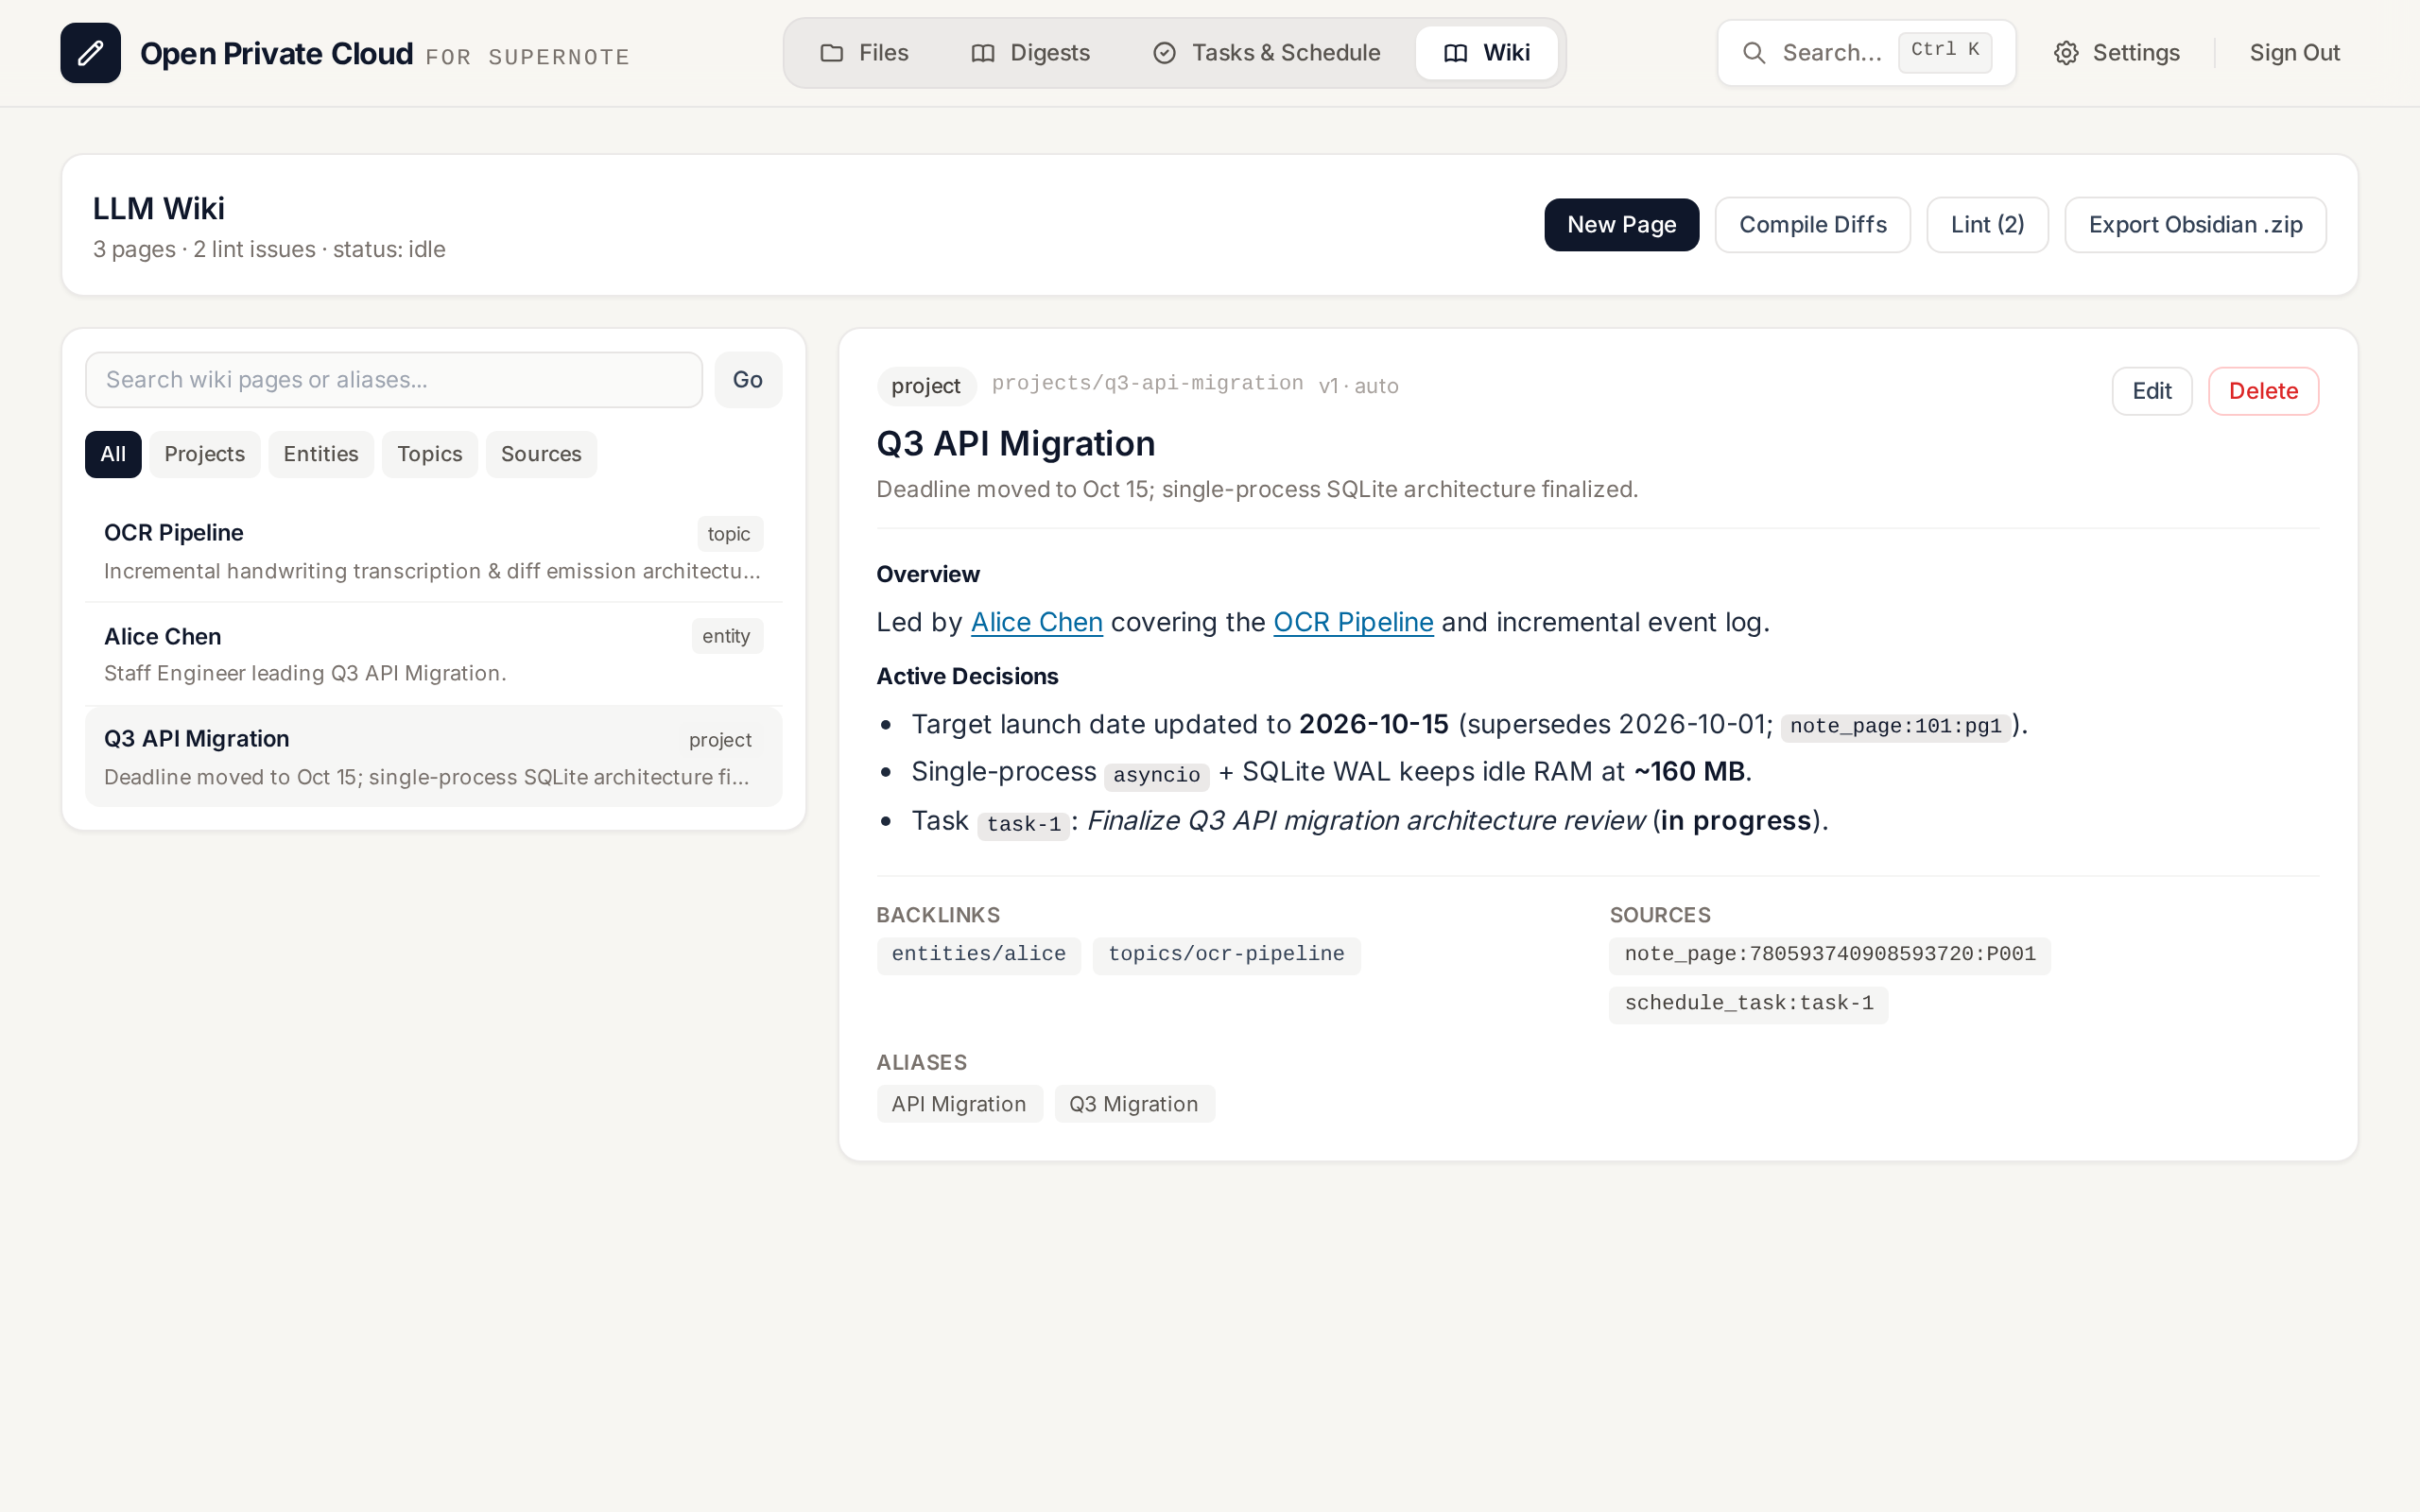 Open Private Cloud FOR SUPERNOTE
Files
Digests
Tasks & Schedule
Wiki
Search...
Ctrl K
Settings
Sign Out
LLM Wiki
3 pages · 2 lint issues · status: idle
New Page
Compile Diffs
Lint (2)
Export Obsidian .zip
Search wiki pages or aliases...
Go
All
Projects
Entities
Topics
Sources
OCR Pipeline
topic
Incremental handwriting transcription & diff emission architectu...
Alice Chen
entity
Staff Engineer leading Q3 API Migration.
Q3 API Migration
project
Deadline moved to Oct 15; single-process SQLite architecture fi...
project
projects/q3-api-migration
v1 · auto
Edit
Delete
Q3 API Migration
Deadline moved to Oct 15; single-process SQLite architecture finalized.
Overview
Led by Alice Chen covering the OCR Pipeline and incremental event log.
Active Decisions
• Target launch date updated to 2026-10-15 (supersedes 2026-10-01; note_page:101:pg1).
• Single-process asyncio + SQLite WAL keeps idle RAM at ~160 MB.
• Task task-1: Finalize Q3 API migration architecture review (in progress).
BACKLINKS
entities/alice
topics/ocr-pipeline
SOURCES
note_page:780593740908593720:P001
schedule_task:task-1
ALIASES
API Migration
Q3 Migration